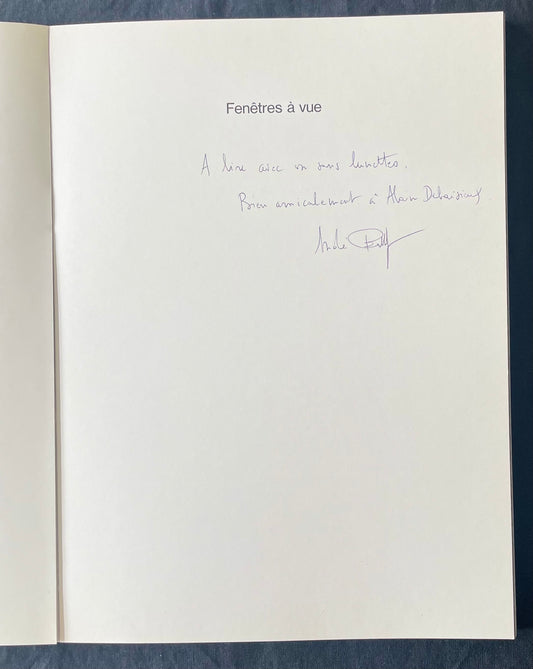 Fenêtres à vue
A lire avec ou sans lunettes.
Bien amicalement à Alain